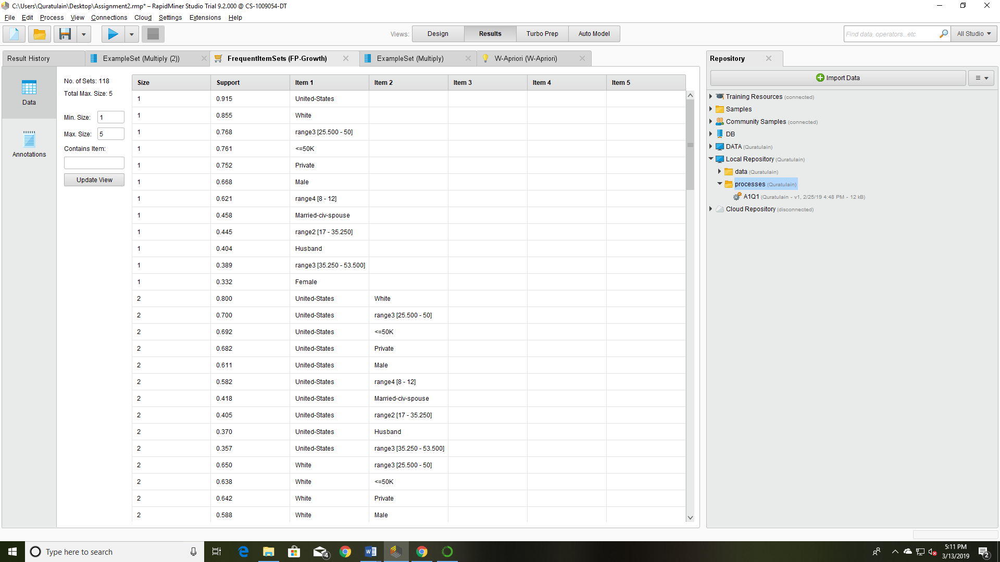 C:\Users\Quratulain\Desktop\Assignment2.rmp* – RapidMiner Studio Trial 9.2.000 @ CS-1009054-DT
File Edit Process View Connections Cloud Settings Extensions Help
Views: Design Results Turbo Prep Auto Model
Find data, operators...etc
All Studio
Result History
ExampleSet (Multiply (2))
FrequentItemSets (FP-Growth)
ExampleSet (Multiply)
W-Apriori (W-Apriori)
Data
Annotations
No. of Sets: 118
Total Max. Size: 5
Min. Size: 1
Max. Size: 5
Contains Item:
Update View
Size Support Item 1 Item 2 Item 3 Item 4 Item 5
1 0.915 United-States
1 0.855 White
1 0.768 range3 [25.500 - 50]
1 0.761 <=50K
1 0.752 Private
1 0.668 Male
1 0.621 range4 [8 - 12]
1 0.458 Married-civ-spouse
1 0.445 range2 [17 - 35.250]
1 0.404 Husband
1 0.389 range3 [35.250 - 53.500]
1 0.332 Female
2 0.800 United-States White
2 0.700 United-States range3 [25.500 - 50]
2 0.692 United-States <=50K
2 0.682 United-States Private
2 0.611 United-States Male
2 0.582 United-States range4 [8 - 12]
2 0.418 United-States Married-civ-spouse
2 0.405 United-States range2 [17 - 35.250]
2 0.370 United-States Husband
2 0.357 United-States range3 [35.250 - 53.500]
2 0.650 White range3 [25.500 - 50]
2 0.638 White <=50K
2 0.642 White Private
2 0.588 White Male
Repository
Import Data
Training Resources (connected)
Samples
Community Samples (connected)
DB
DATA (Quratulain)
Local Repository (Quratulain)
data (Quratulain)
processes (Quratulain)
A1Q1 (Quratulain - v1, 2/25/19 4:48 PM - 12 kB)
Cloud Repository (disconnected)
Type here to search
4
5:11 PM
3/13/2019
2